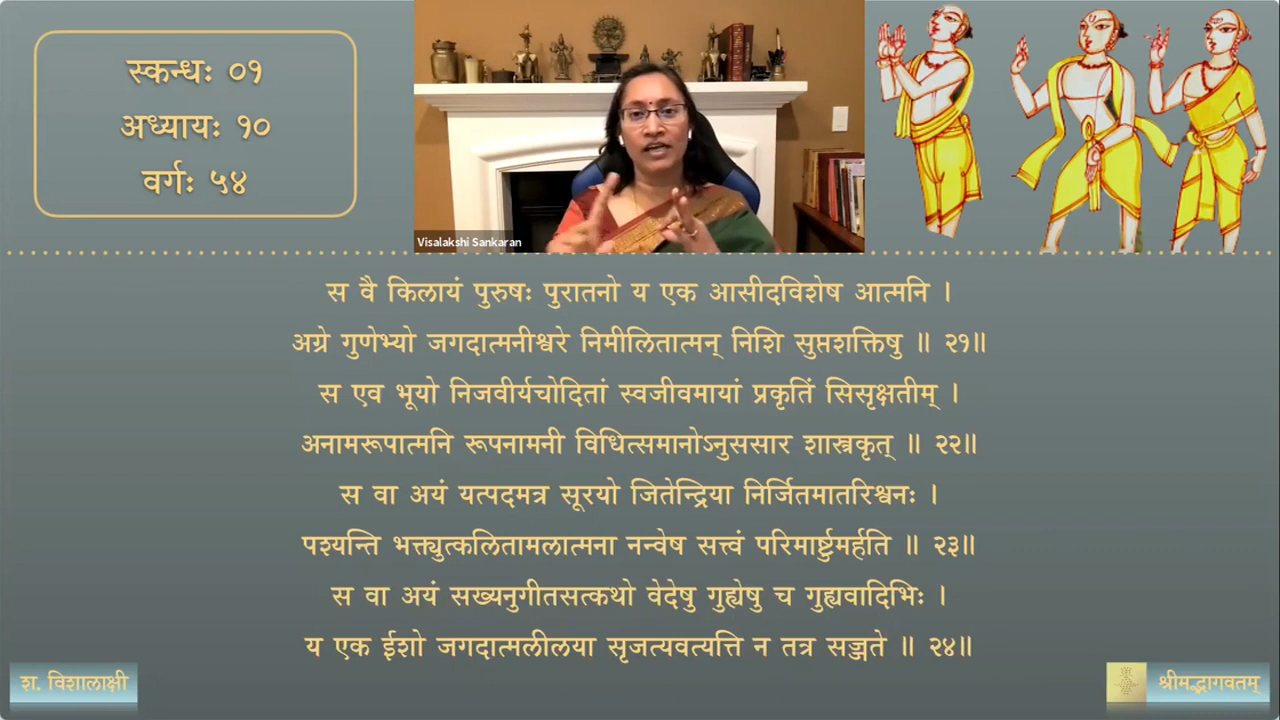 स्कन्धः ०१
अध्यायः १०
वर्गः ५४
Visalakshi Sankaran
स वै किलायं पुरुषः पुरातनो य एक आसीदविशेष आत्मनि ।
अग्रे गुणेभ्यो जगदात्मनीश्वरे निमीलितात्मन् निशि सुप्तशक्तिषु ॥ २१॥
स एव भूयो निजवीर्यचोदितां स्वजीवमायां प्रकृतिं सिसृक्षतीम् ।
अनामरूपात्मनि रूपनामनी विधित्समानोऽनुससार शास्त्रकृत् ॥ २२॥
स वा अयं यत्पदमत्र सूरयो जितेन्द्रिया निर्जितमातरिश्वनः ।
पश्यन्ति भक्त्युत्कलितामलात्मना नन्वेष सत्त्वं परिमार्ष्टुमर्हति ॥ २३॥
स वा अयं सख्यनुगीतसत्कथो वेदेषु गुह्येषु च गुह्यवादिभिः ।
य एक ईशो जगदात्मलीलया सृजत्यवत्यत्ति न तत्र सज्जते ॥ २४॥
श. विशालाक्षी
श्रीमद्भागवतम्